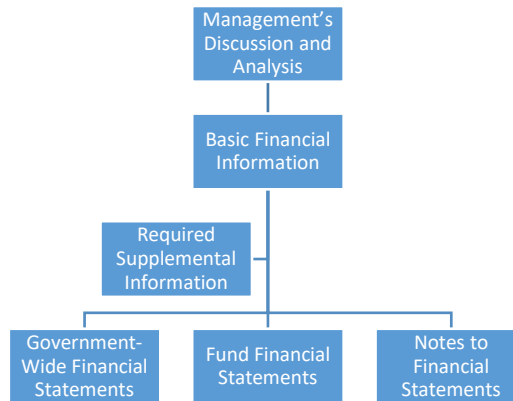 Management's
Discussion and
Analysis
Basic Financial
Information
Required
Supplemental
Information
Government-
Wide Financial
Statements
Fund Financial
Statements
Notes to
Financial
Statements